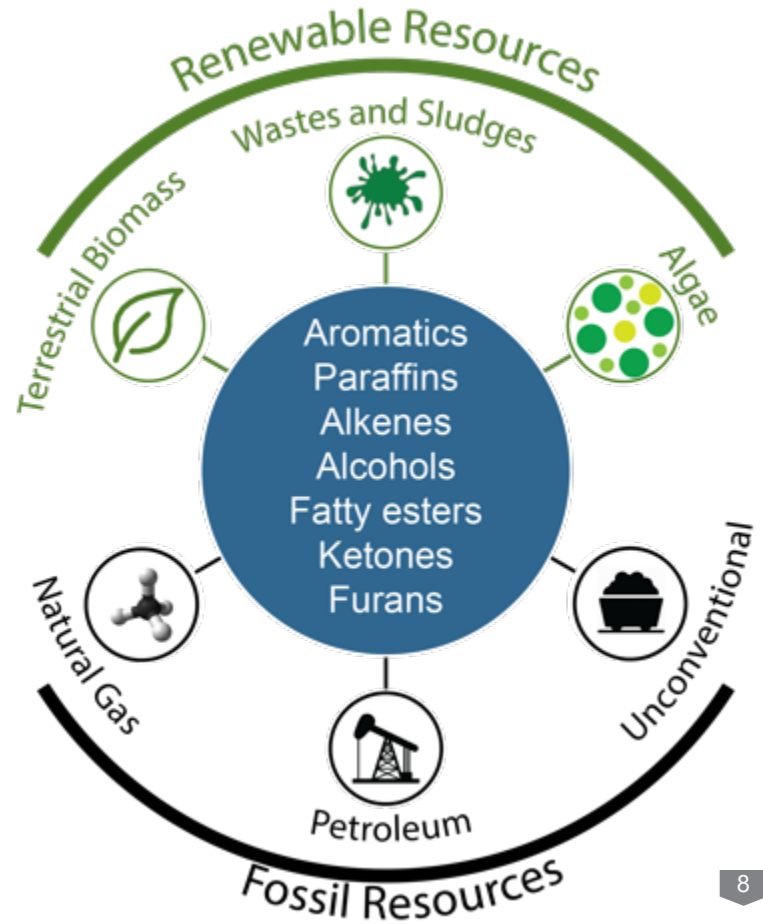 Renewable Resources
Wastes and Sludges
Terrestrial Biomass
Algae
Aromatics
Paraffins
Alkenes
Alcohols
Fatty esters
Ketones
Furans
Natural Gas
Unconventional
Petroleum
Fossil Resources
8